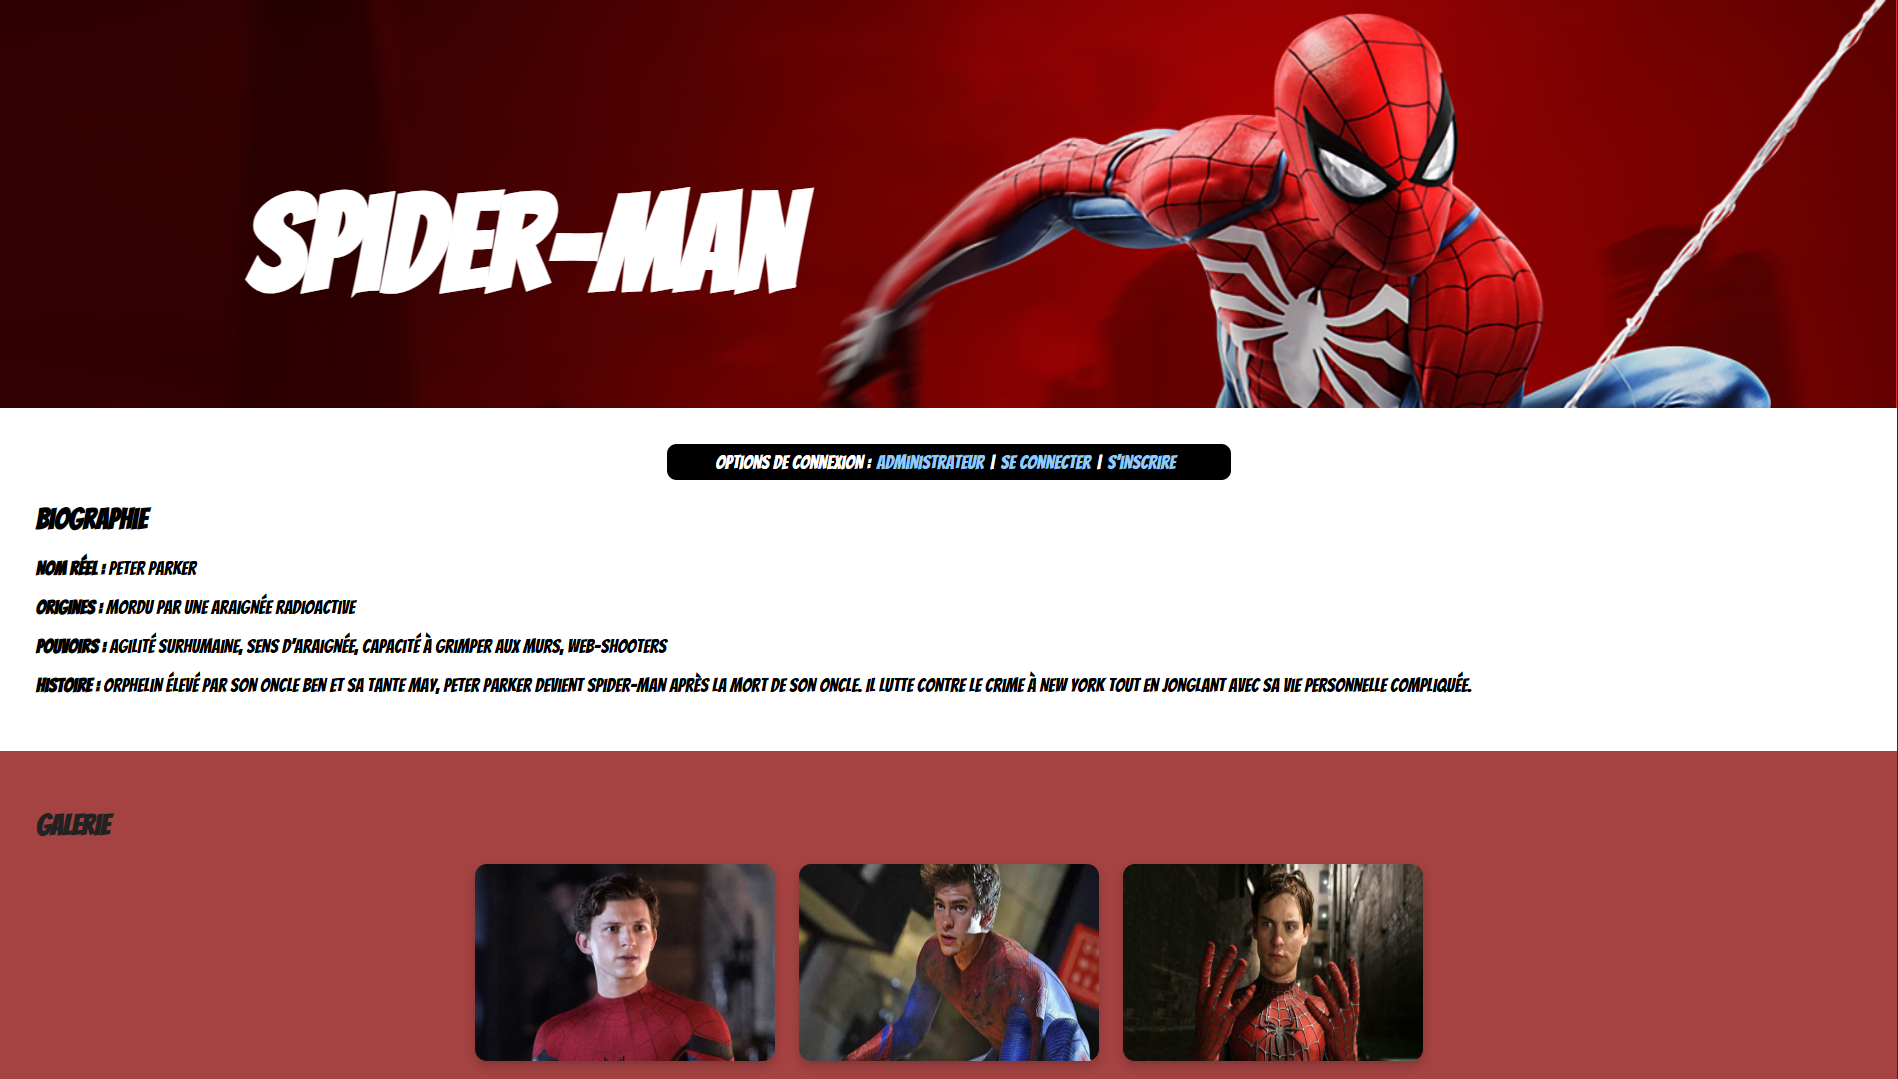 SPIDER-MAN
OPTIONS DE CONNEXION : ADMINISTRATEUR | SE CONNECTER | S'INSCRIRE
BIOGRAPHIE
NOM RÉEL : PETER PARKER
ORIGINES : MORDU PAR UNE ARAIGNÉE RADIOACTIVE
POUVOIRS : AGILITÉ SURHUMAINE, SENS D'ARAIGNÉE, CAPACITÉ À GRIMPER AUX MURS, WEB-SHOOTERS
HISTOIRE : ORPHELIN ÉLEVÉ PAR SON ONCLE BEN ET SA TANTE MAY, PETER PARKER DEVIENT SPIDER-MAN APRÈS LA MORT DE SON ONCLE. IL LUTTE CONTRE LE CRIME À NEW YORK TOUT EN JONGLANT AVEC SA VIE PERSONNELLE COMPLIQUÉE.
GALERIE